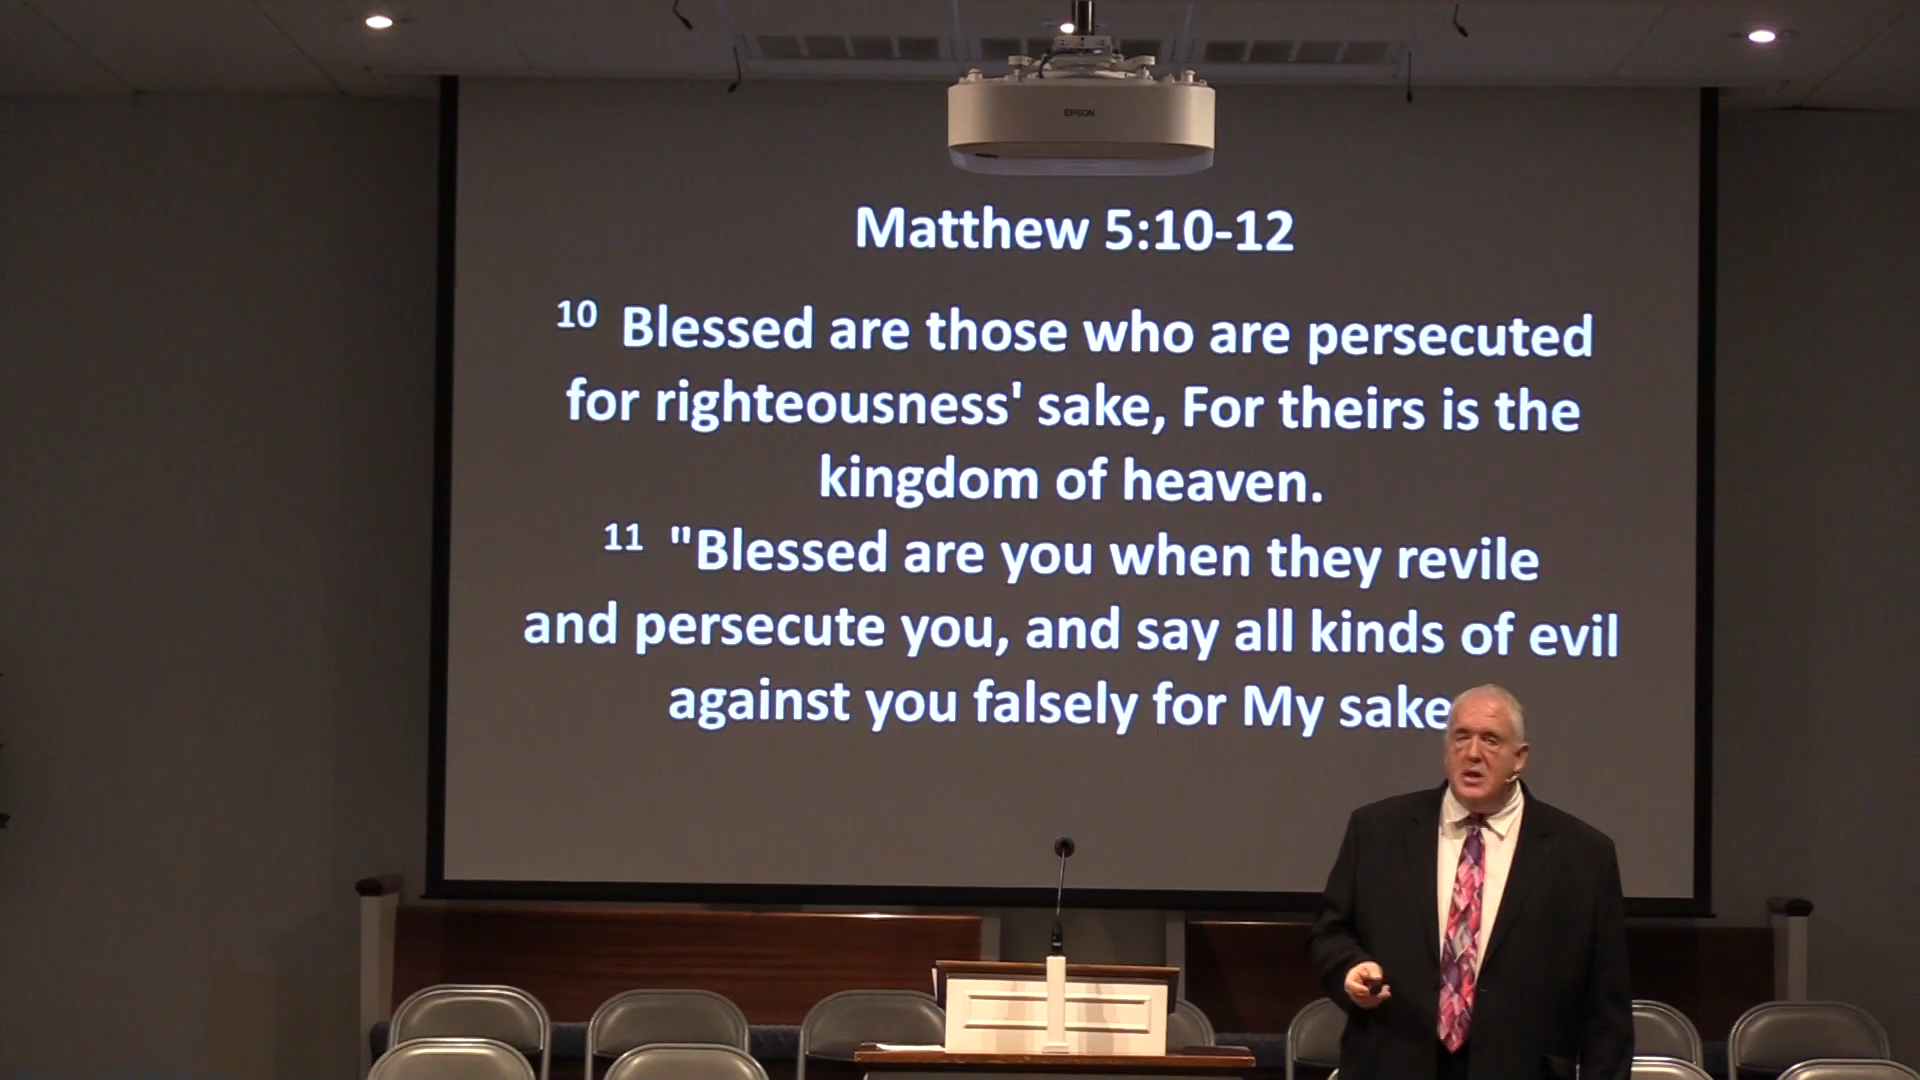 EPSON
Matthew 5:10-12
10 Blessed are those who are persecuted
for righteousness' sake, For theirs is the
kingdom of heaven.
11 "Blessed are you when they revile
and persecute you, and say all kinds of evil
against you falsely for My sake